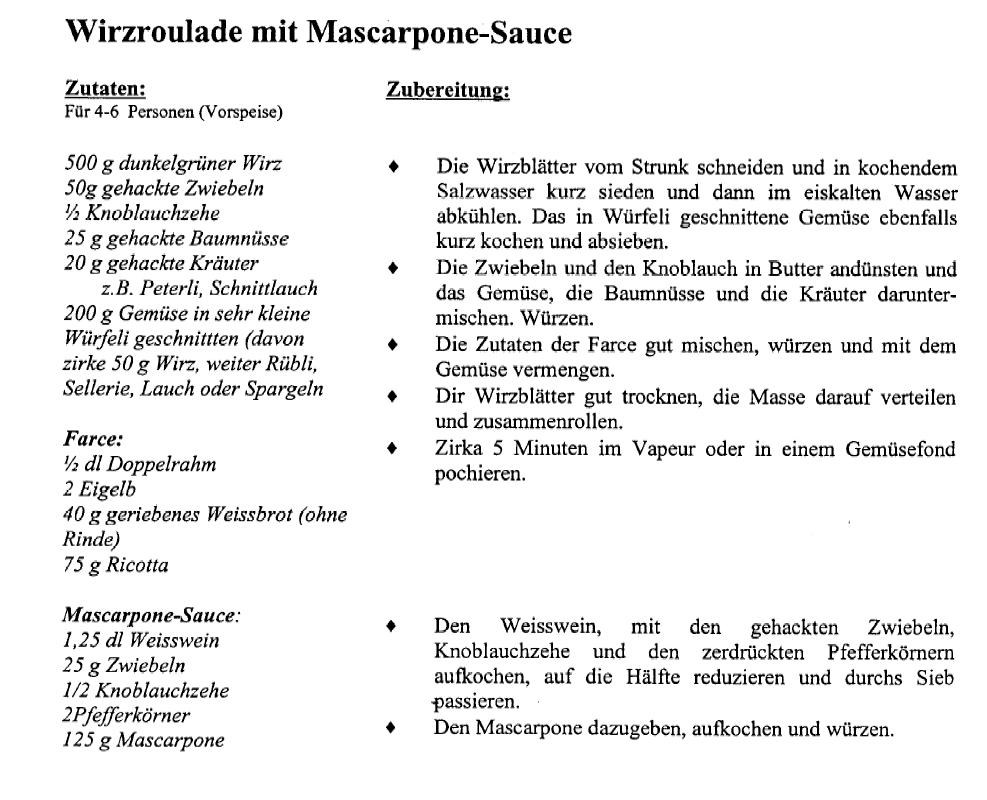 Wirzroulade mit Mascarpone-Sauce
Zutaten:
Für 4-6 Personen (Vorspeise)
500 g dunkelgrüner Wirz
50g gehackte Zwiebeln
½ Knoblauchzehe
25 g gehackte Baumnüsse
20 g gehackte Kräuter
z.B. Peterli, Schnittlauch
200 g Gemüse in sehr kleine
Würfeli geschnittten (davon
zirke 50 g Wirz, weiter Rübli,
Sellerie, Lauch oder Spargeln
Farce:
½ dl Doppelrahm
2 Eigelb
40 g geriebenes Weissbrot (ohne
Rinde)
75 g Ricotta
Mascarpone-Sauce:
1,25 dl Weisswein
25 g Zwiebeln
1/2 Knoblauchzehe
2Pfefferkörner
125 g Mascarpone
Zubereitung:
♦ Die Wirzblätter vom Strunk schneiden und in kochendem
Salzwasser kurz sieden und dann im eiskalten Wasser
abkühlen. Das in Würfeli geschnittene Gemüse ebenfalls
kurz kochen und absieben.
♦ Die Zwiebeln und den Knoblauch in Butter andünsten und
das Gemüse, die Baumnüsse und die Kräuter darunter-
mischen. Würzen.
♦ Die Zutaten der Farce gut mischen, würzen und mit dem
Gemüse vermengen.
♦ Dir Wirzblätter gut trocknen, die Masse darauf verteilen
und zusammenrollen.
♦ Zirka 5 Minuten im Vapeur oder in einem Gemüsefond
pochieren.
♦ Den Weisswein, mit den gehackten Zwiebeln,
Knoblauchzehe und den zerdrückten Pfefferkörnern
aufkochen, auf die Hälfte reduzieren und durchs Sieb
passieren.
♦ Den Mascarpone dazugeben, aufkochen und würzen.